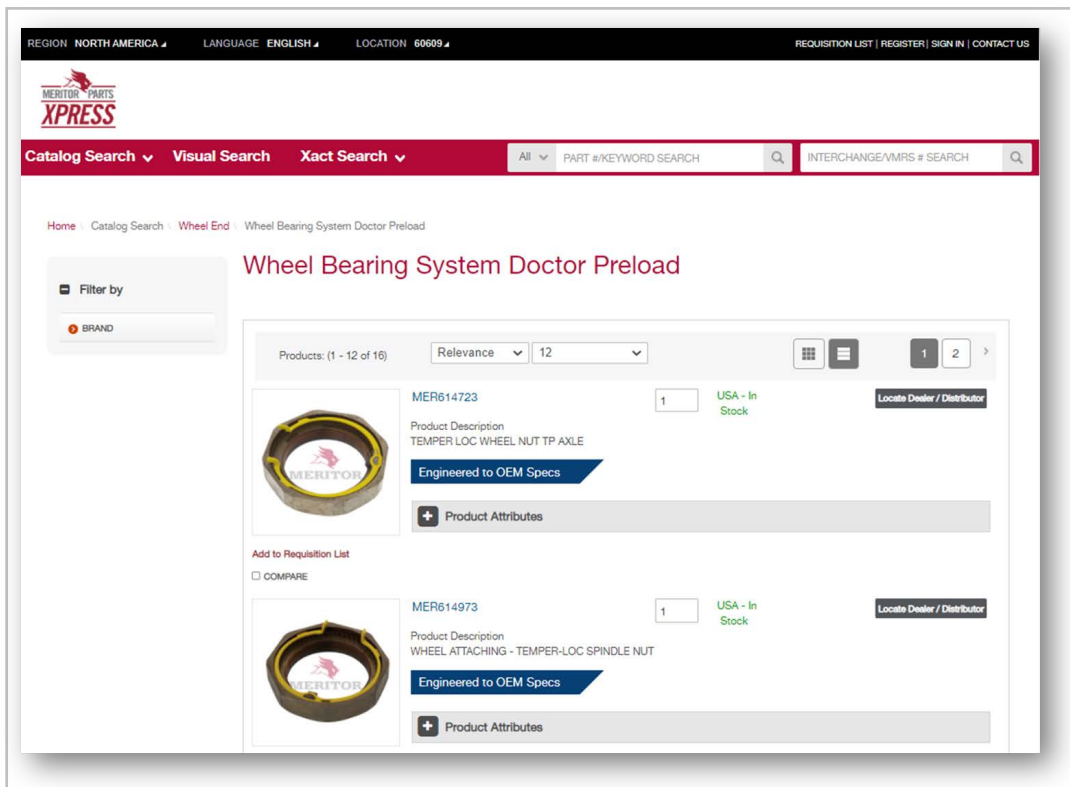 REGION NORTH AMERICA LANGUAGE ENGLISH LOCATION 60609 REQUISITION LIST | REGISTER | SIGN IN | CONTACT US
MERITOR PARTS
XPRESS
Catalog Search Visual Search Xact Search All PART #/KEYWORD SEARCH INTERCHANGE/VMRS # SEARCH
Home \ Catalog Search \ Wheel End \ Wheel Bearing System Doctor Preload
Wheel Bearing System Doctor Preload
Filter by
BRAND
Products: (1 - 12 of 16) Relevance 12 1 2 >
MER614723 1 USA - In Stock Locate Dealer / Distributor
Product Description
TEMPER LOC WHEEL NUT TP AXLE
MERITOR
Engineered to OEM Specs
Product Attributes
Add to Requisition List
COMPARE
MER614973 1 USA - In Stock Locate Dealer / Distributor
Product Description
WHEEL ATTACHING - TEMPER-LOC SPINDLE NUT
MERITOR
Engineered to OEM Specs
Product Attributes